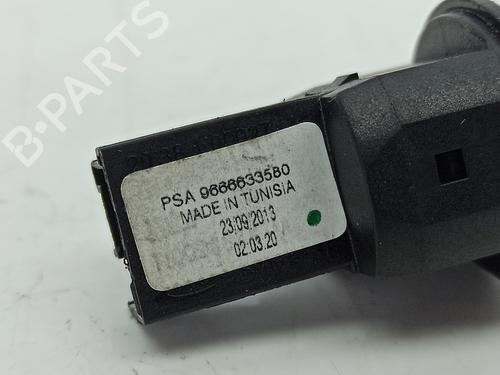 B-PARTS
PSA 9666633580
MADE IN TUNISIA
23.09.2013
02.03.20